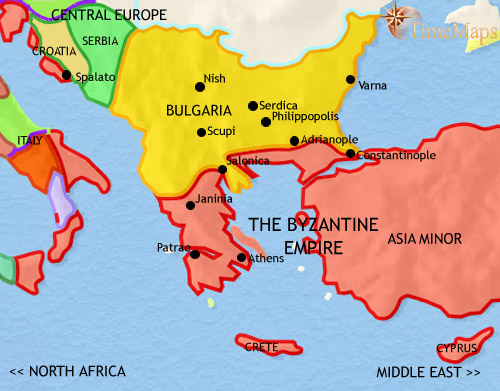 CENTRAL EUROPE
TimeMaps
SERBIA
CROATIA
Spalato
Nish
Varna
BULGARIA
Serdica
Philippopolis
Scupi
ITALY
Adrianople
Constantinople
Salonica
Janinia
THE BYZANTINE
EMPIRE
ASIA MINOR
Patrae
Athens
CRETE
CYPRUS
<< NORTH AFRICA
MIDDLE EAST >>